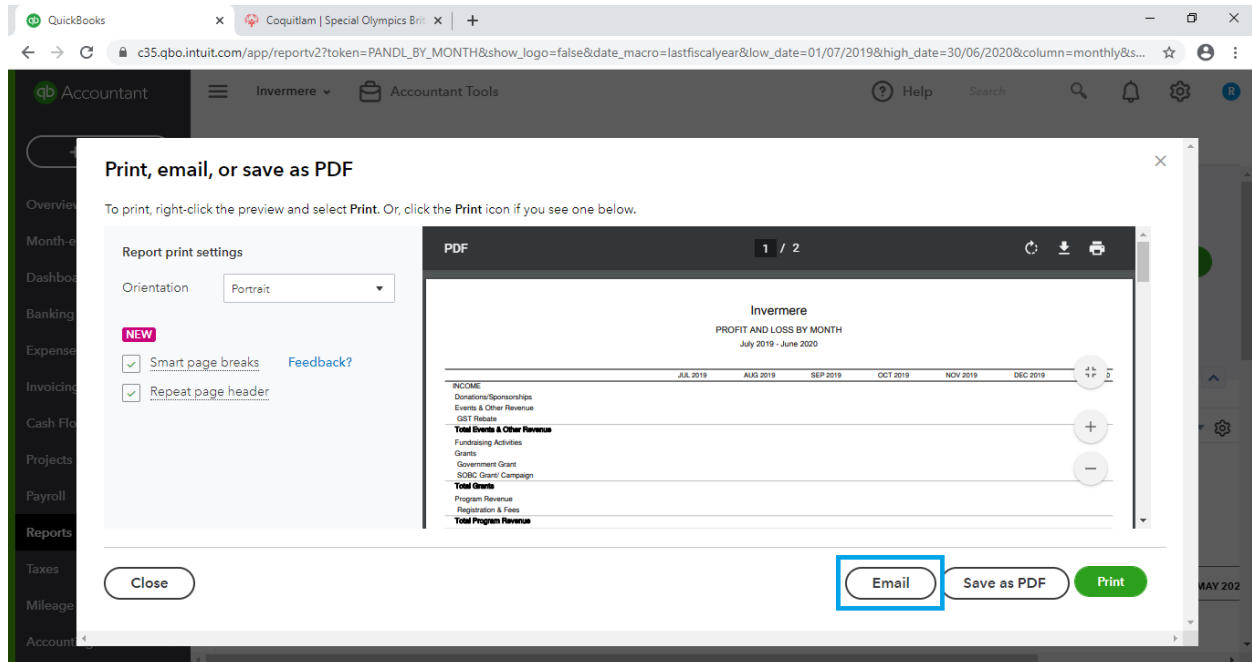 QuickBooks
Coquitlam | Special Olympics Brit
c35.qbo.intuit.com/app/reportv2?token=PANDL_BY_MONTH&show_logo=false&date_macro=lastfiscalyear&low_date=01/07/2019&high_date=30/06/2020&column=monthly&s...
qb Accountant
Invermere
Accountant Tools
Help
Search
R
Print, email, or save as PDF
To print, right-click the preview and select Print. Or, click the Print icon if you see one below.
Overview
Month-e
Dashboa
Banking
Expense
Invoicing
Cash Flo
Projects
Payroll
Reports
Taxes
Mileage
Account
Report print settings
Orientation Portrait
NEW
Smart page breaks Feedback?
Repeat page header
PDF 1 / 2
Invermere
PROFIT AND LOSS BY MONTH
July 2019 - June 2020
JUL 2019 AUG 2019 SEP 2019 OCT 2019 NOV 2019 DEC 2019
INCOME
Donations/Sponsorships
Events & Other Revenue
GST Rebate
Total Events & Other Revenue
Fundraising Activities
Grants
Government Grant
SOBC Grant/ Campaign
Total Grants
Program Revenue
Registration & Fees
Total Program Revenue
Close
Email
Save as PDF
Print
MAY 202